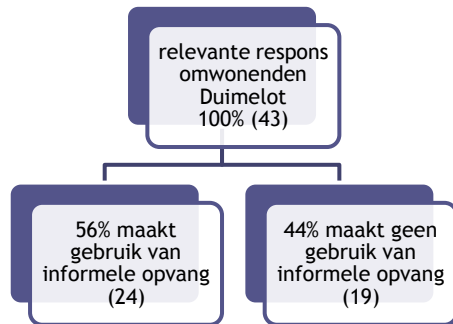 relevante respons
omwonenden
Duimelot
100% (43)
56% maakt
gebruik van
informele opvang
(24)
44% maakt geen
gebruik van
informele opvang
(19)